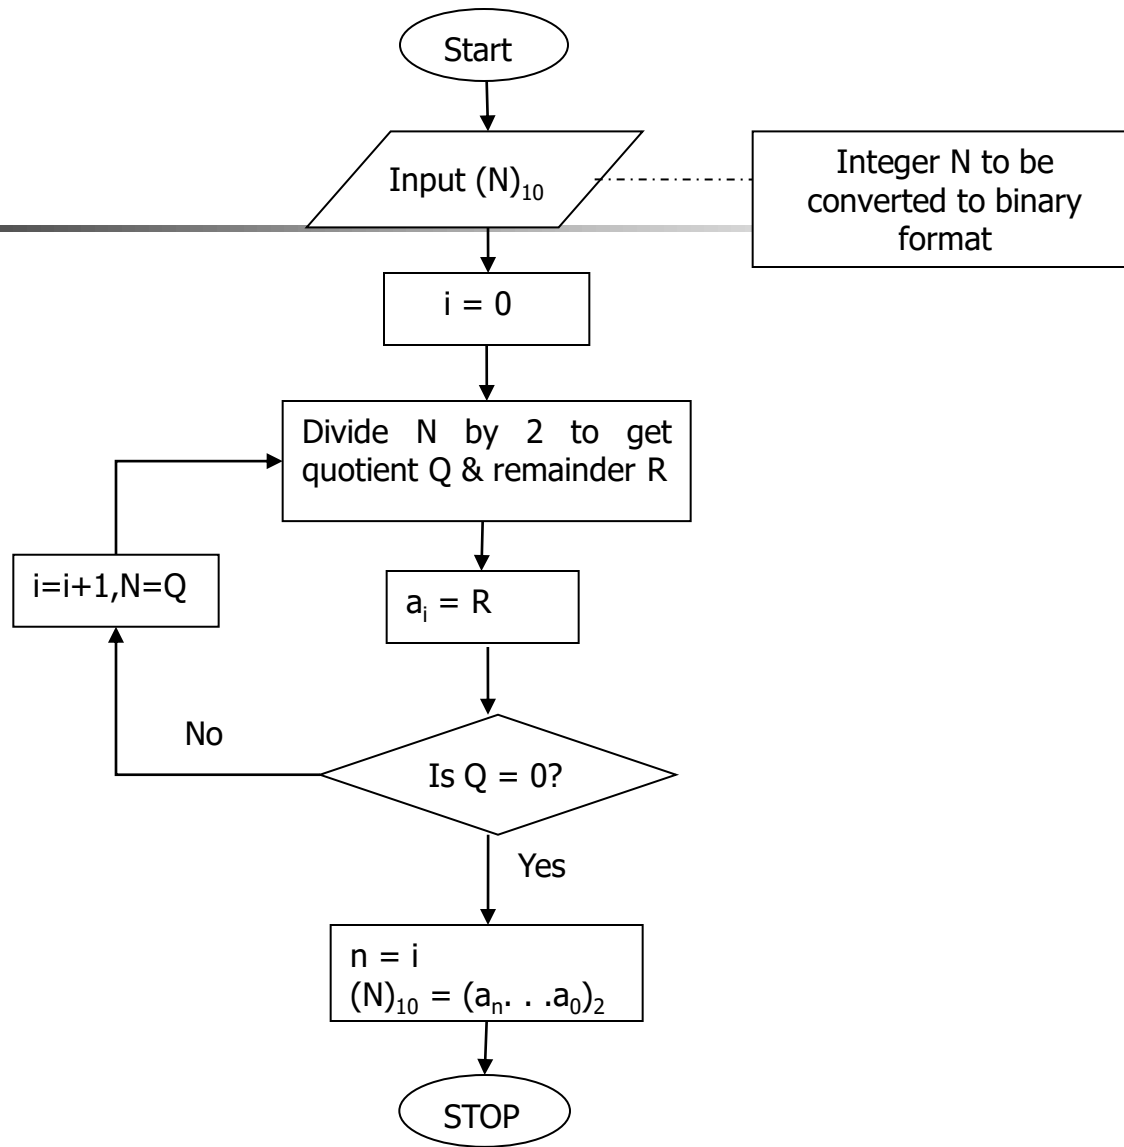 Start
Input (N)₁₀
Integer N to be
converted to binary
format
i = 0
Divide N by 2 to get
quotient Q & remainder R
i=i+1,N=Q
aᵢ = R
No
Is Q = 0?
Yes
n = i
(N)₁₀ = (aₙ. . .a₀)₂
STOP